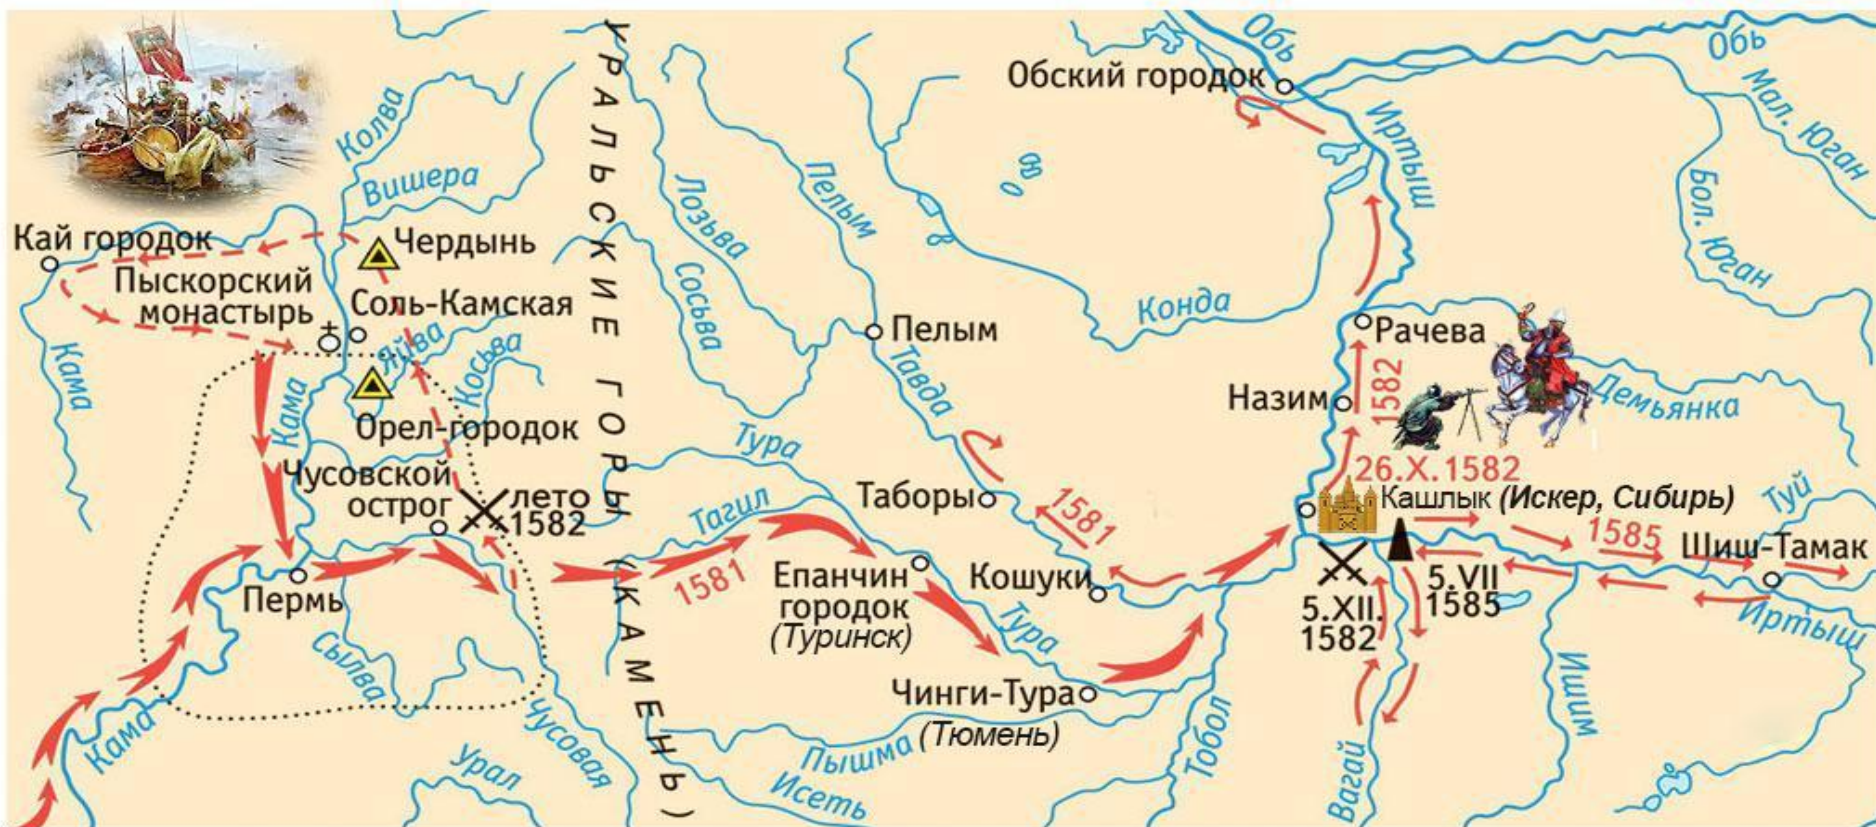 Обь
Обь
Обский городок
Мал. Юган
Иртыш
Колва
Вишера
УРАЛЬСКИЕ ГОРЫ (КАМЕНЬ)
Лозьва
Пелым
Бол. Юган
Кай городок
Чердынь
Пыскорский
монастырь
Соль-Камская
Сосьва
Конда
Кама
Яйва
Косьва
Пелым
Рачева
Тавда
Назим
1582
Демьянка
Кама
Орел-городок
Тура
Чусовской
острог
лето
1582
Тагил
Таборы
1581
26.X.1582
Кашлык (Искер, Сибирь)
Туй
1585
Шиш-Тамак
Пермь
1581
Епанчин
городок
(Туринск)
Кошуки
Тура
5.XII.
1582
5.VII
1585
Иртыш
Сылва
Чинги-Тура
(Тюмень)
Ишим
Кама
Чусовая
Урал
Пышма
Исеть
Тобол
Вагай